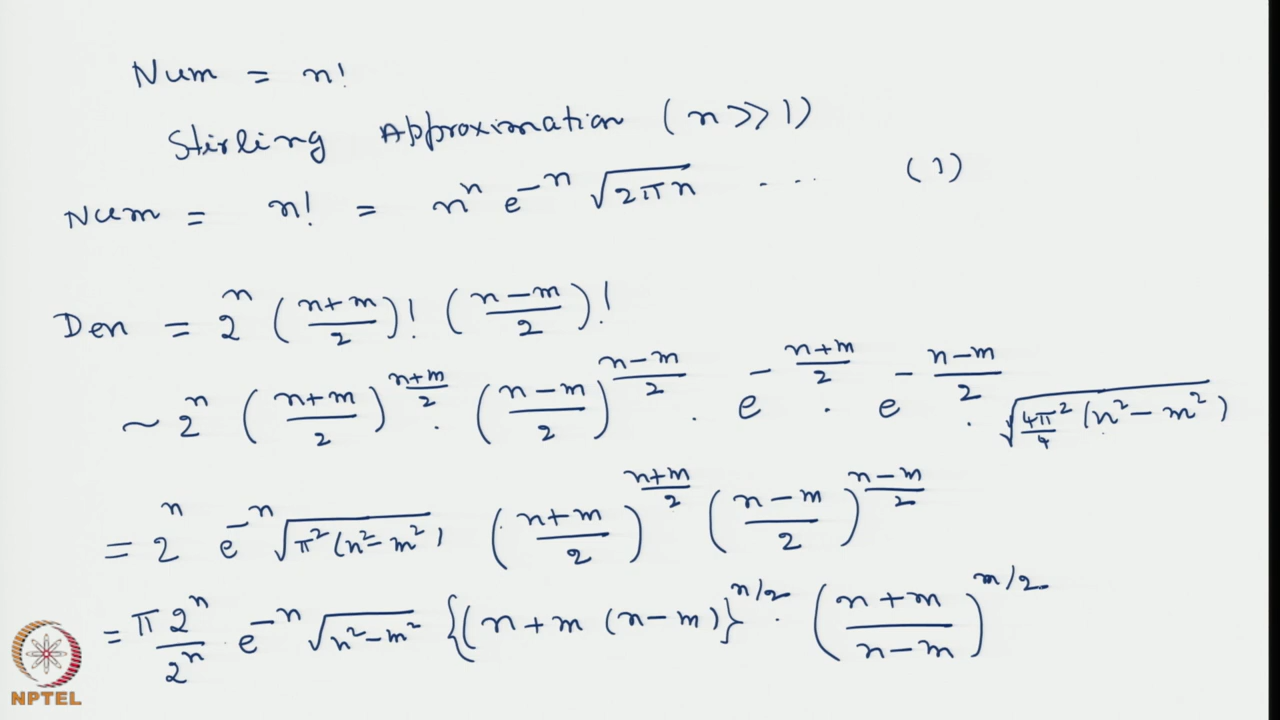 Num = n!
Stirling Approximation (n >> 1)
Num = n! = n^n e^{-n} √(2πn) .... (1)
Den = 2^n ((n+m)/2)! ((n-m)/2)!
~ 2^n ((n+m)/2)^{(n+m)/2} . ((n-m)/2)^{(n-m)/2} . e^{-(n+m)/2} . e^{-(n-m)/2} . √(4π²/4 (n²-m²))
= 2^n e^{-n} √(π²(n²-m²)) ((n+m)/2)^{(n+m)/2} ((n-m)/2)^{(n-m)/2}
= π 2^n/2^n e^{-n} √(n²-m²) {(n+m (n-m)}^{n/2} . ((n+m)/(n-m))^{m/2}
NPTEL